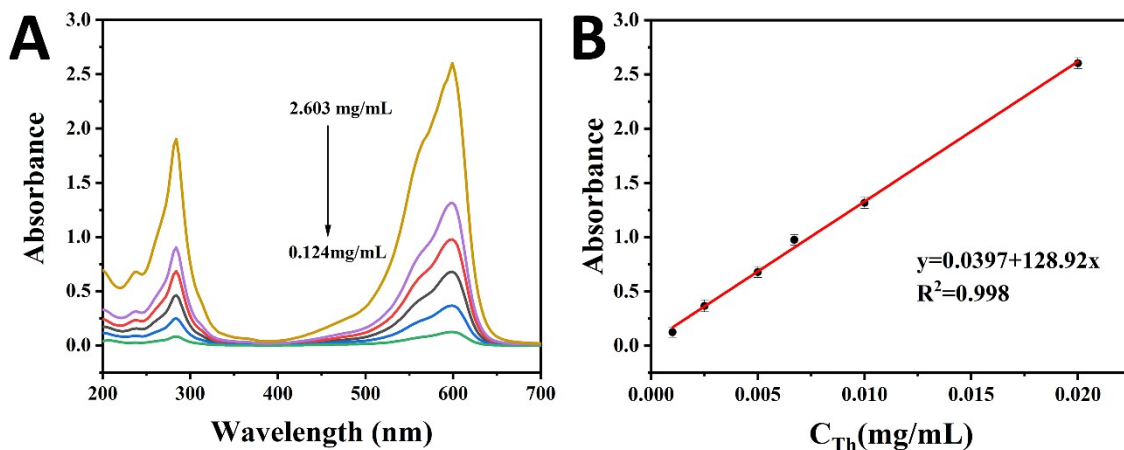 A
Absorbance
3.0
2.5
2.0
1.5
1.0
0.5
0.0
2.603 mg/mL
0.124mg/mL
200 300 400 500 600 700
Wavelength (nm)
B
Absorbance
3.0
2.5
2.0
1.5
1.0
0.5
0.0
y=0.0397+128.92x
R²=0.998
0.000 0.005 0.010 0.015 0.020
C_Th(mg/mL)